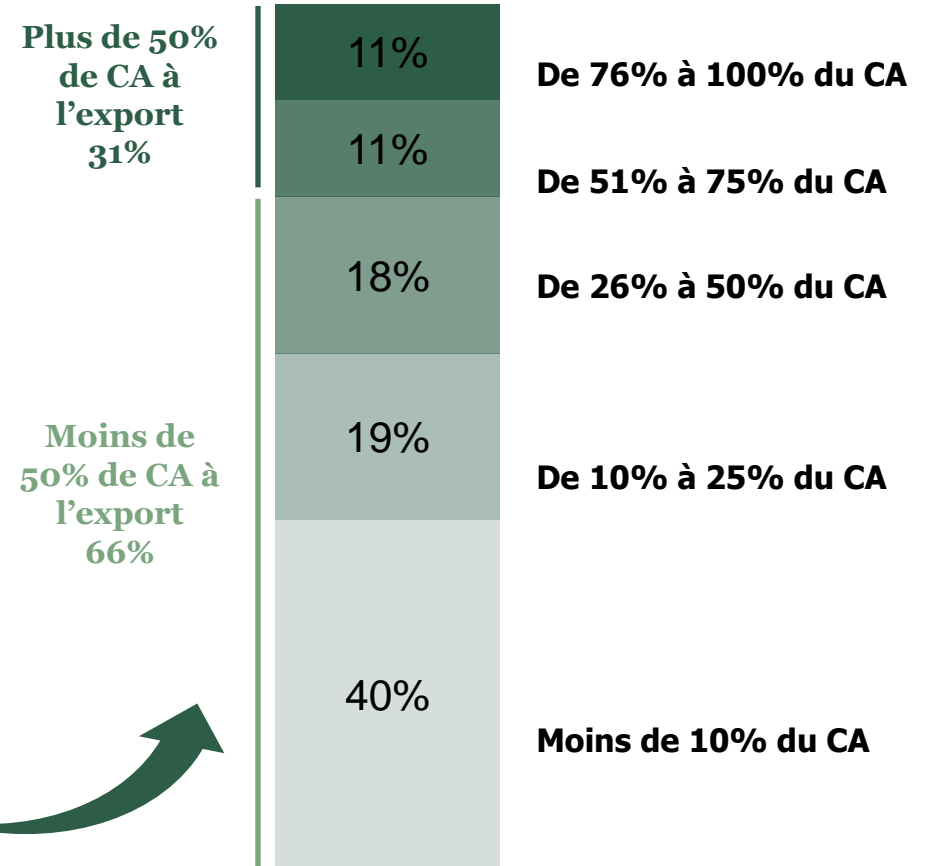 Plus de 50%
de CA à
l’export
31%
11%
De 76% à 100% du CA
11%
De 51% à 75% du CA
18%
De 26% à 50% du CA
Moins de
50% de CA à
l’export
66%
19%
De 10% à 25% du CA
40%
Moins de 10% du CA